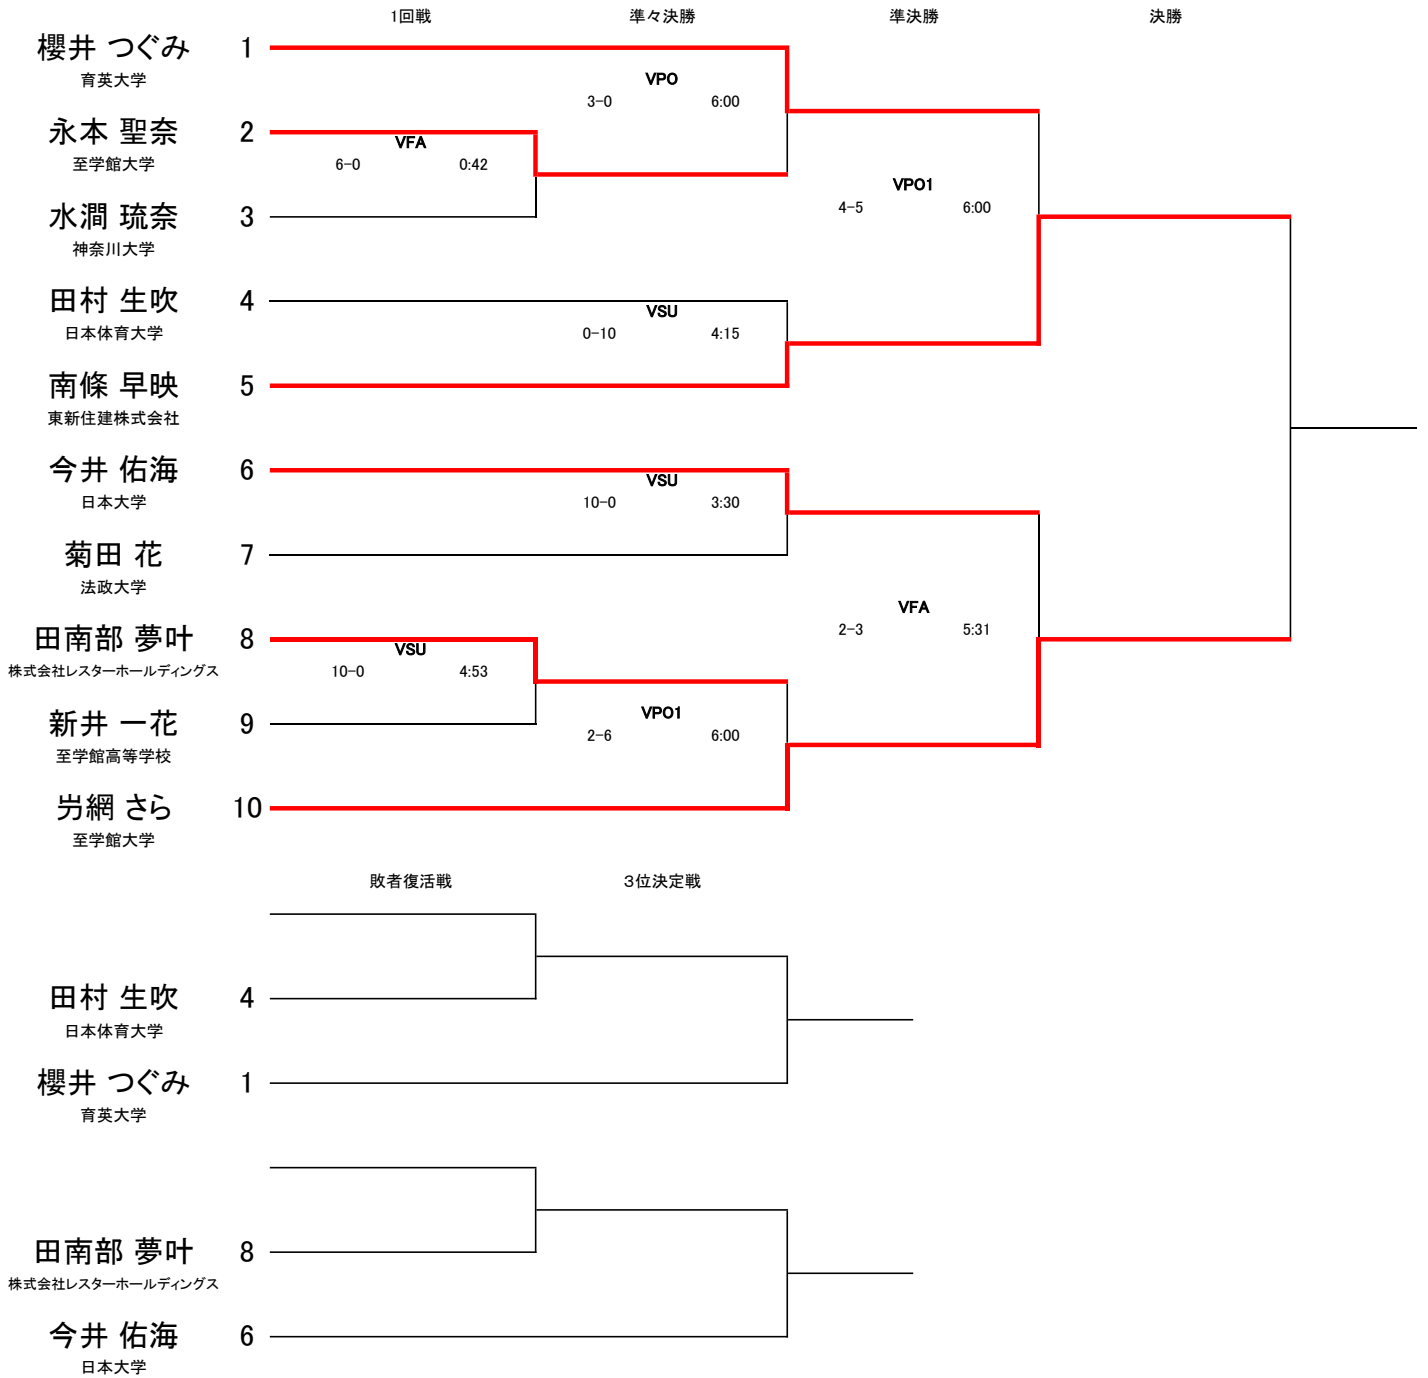 1回戦 準々決勝 準決勝 決勝
櫻井 つぐみ 1
育英大学
VPO
3-0 6:00
永本 聖奈 2
至学館大学
VFA
6-0 0:42
水澗 琉奈 3
神奈川大学
VPO1
4-5 6:00
田村 生吹 4
日本体育大学
VSU
0-10 4:15
南條 早映 5
東新住建株式会社
今井 佑海 6
日本大学
VSU
10-0 3:30
菊田 花 7
法政大学
VFA
2-3 5:31
田南部 夢叶 8
株式会社レスターホールディングス
VSU
10-0 4:53
新井 一花 9
至学館高等学校
VPO1
2-6 6:00
屶網 さら 10
至学館大学
敗者復活戦 3位決定戦
田村 生吹 4
日本体育大学
櫻井 つぐみ 1
育英大学
田南部 夢叶 8
株式会社レスターホールディングス
今井 佑海 6
日本大学